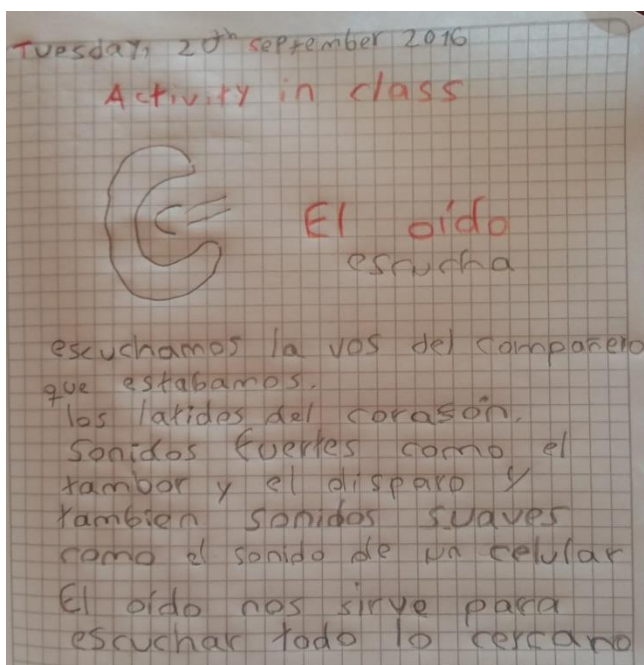 Tuesday, 20th september 2016
Activity in class
El oído
escucha
escuchamos la vos del compañero
que estabamos.
los latidos del corasón.
Sonidos fuertes como el
tambor y el disparo y
tambien sonidos suaves
como el sonido de un celular
El oído nos sirve para
escuchar todo lo cercano